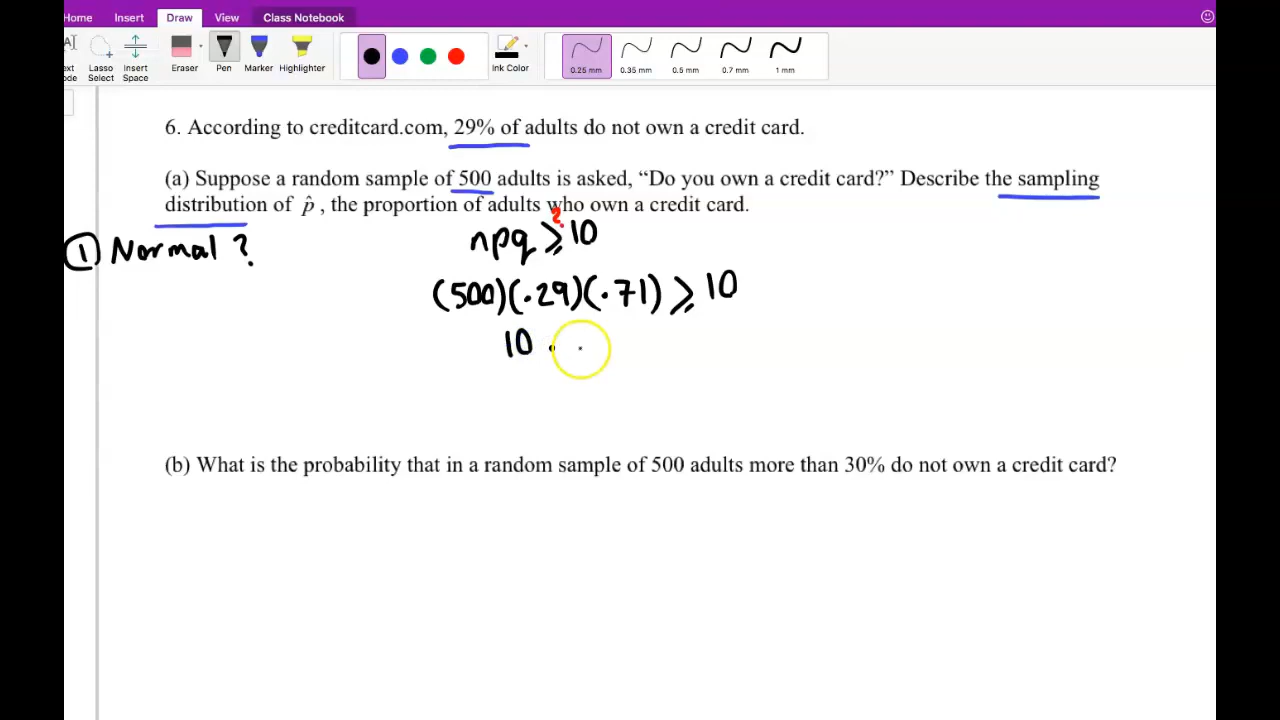 Home Insert Draw View Class Notebook
Lasso Select
Insert Space
Eraser
Pen
Marker
Highlighter
Ink Color
0.25 mm
0.35 mm
0.5 mm
0.7 mm
1 mm
6. According to creditcard.com, 29% of adults do not own a credit card.
(a) Suppose a random sample of 500 adults is asked, “Do you own a credit card?” Describe the sampling
distribution of p̂ , the proportion of adults who own a credit card.
① Normal ?
npq ≥? 10
(500)(.29)(.71) ≥ 10
10 .
(b) What is the probability that in a random sample of 500 adults more than 30% do not own a credit card?